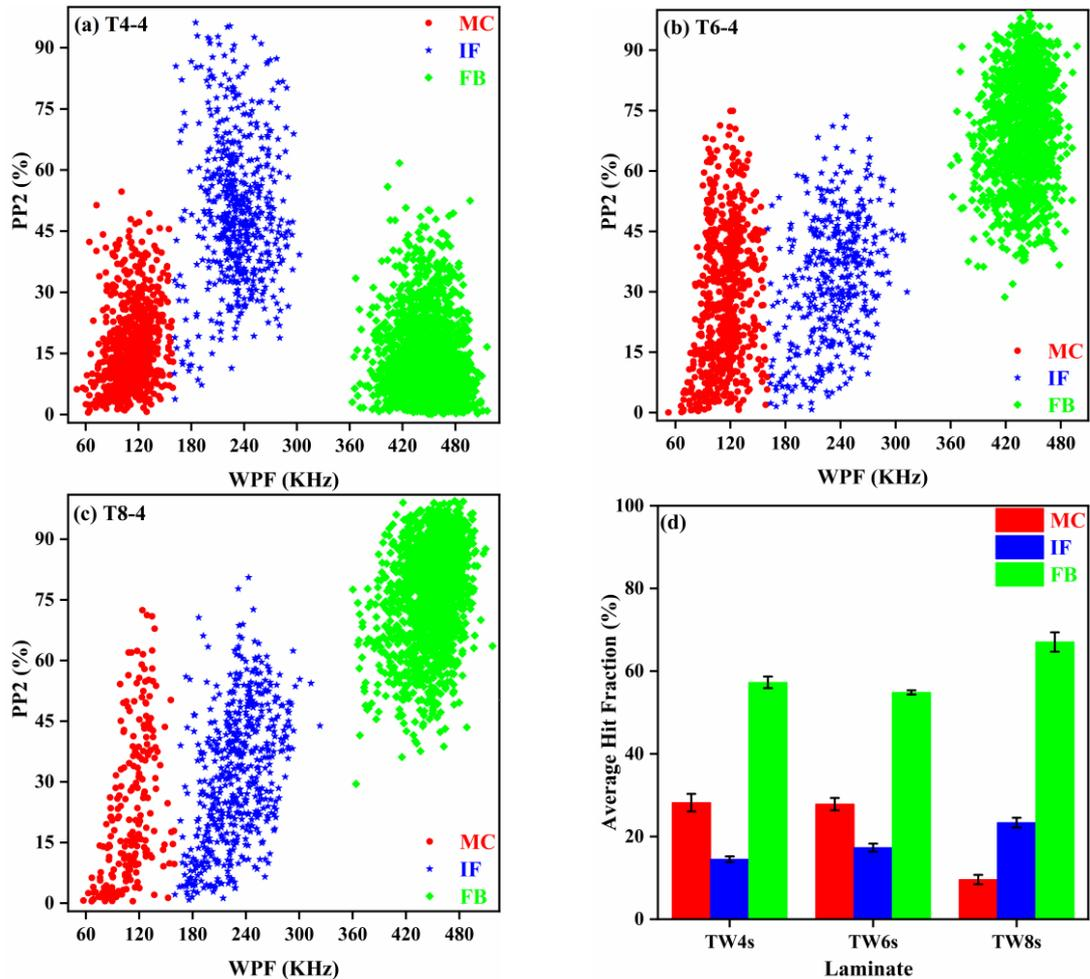 (a) T4-4
MC
IF
FB
PP2 (%)
90
75
60
45
30
15
0
60 120 180 240 300 360 420 480
WPF (KHz)
(b) T6-4
PP2 (%)
90
75
60
45
30
15
0
MC
IF
FB
60 120 180 240 300 360 420 480
WPF (KHz)
(c) T8-4
PP2 (%)
90
75
60
45
30
15
0
MC
IF
FB
60 120 180 240 300 360 420 480
WPF (KHz)
(d)
MC
IF
FB
Average Hit Fraction (%)
100
80
60
40
20
0
TW4s TW6s TW8s
Laminate